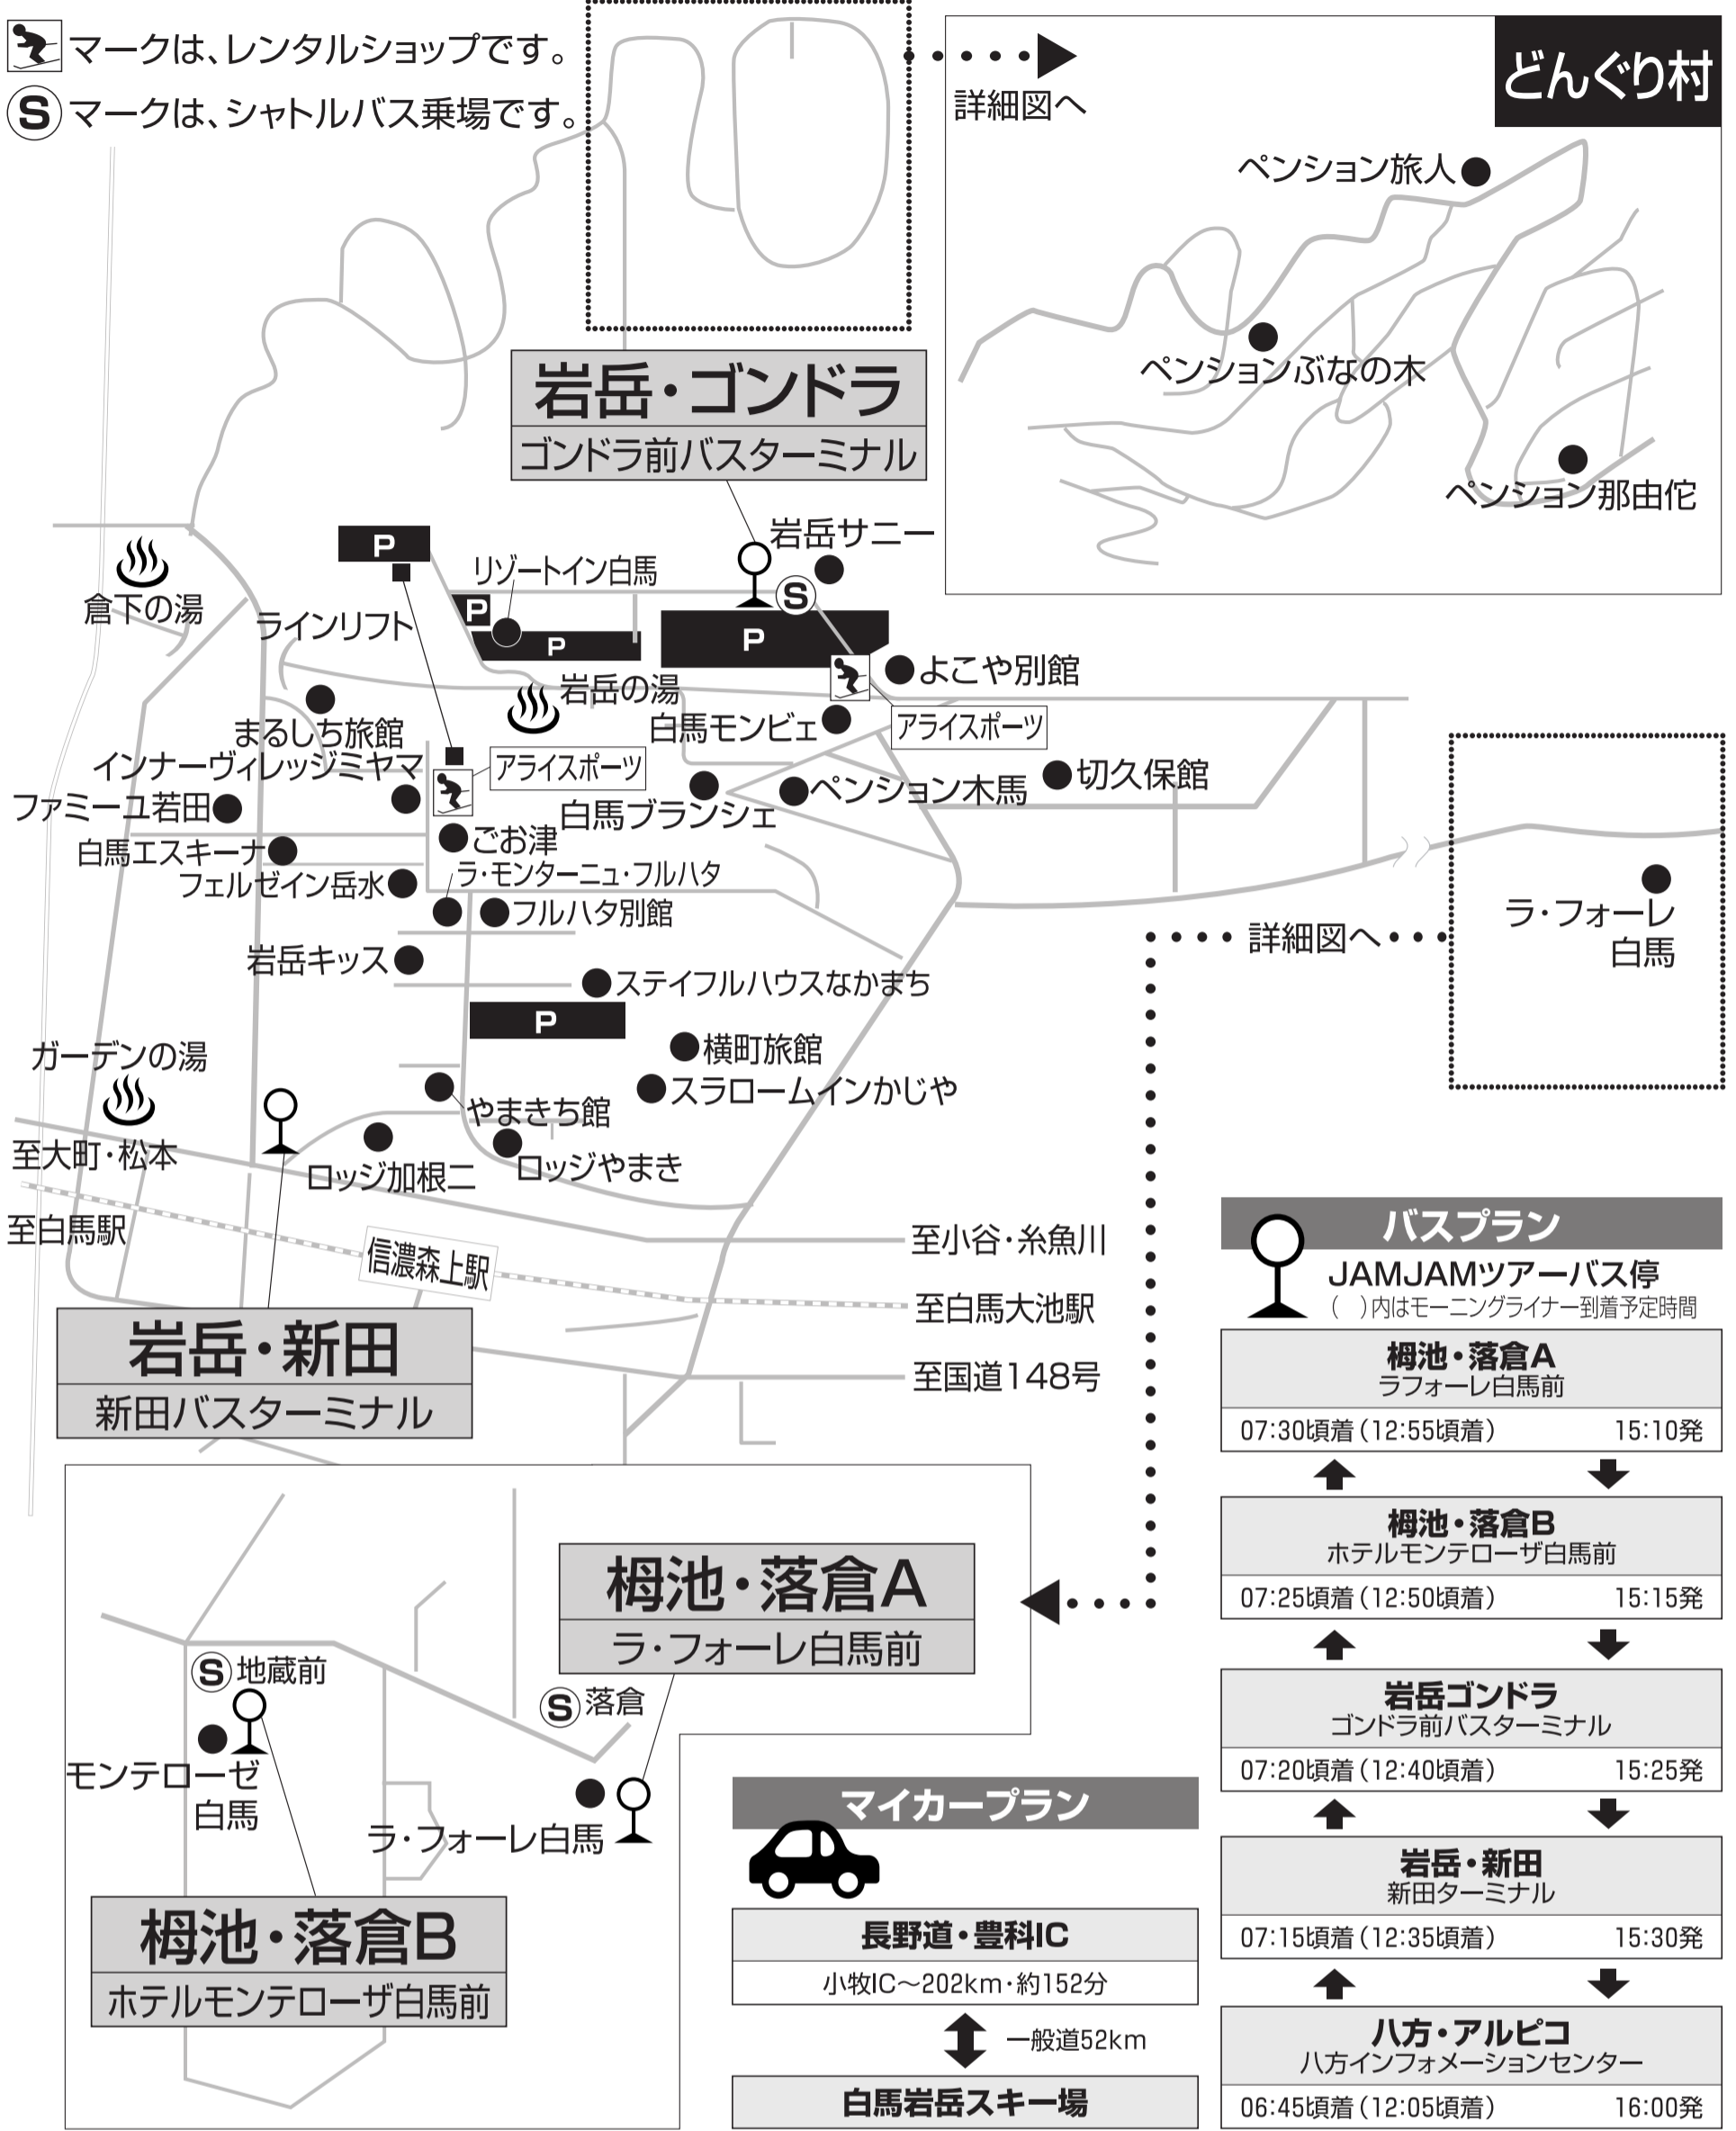 マークは、レンタルショップです。
S マークは、シャトルバス乗場です。
詳細図へ
どんぐり村
ペンション旅人
ペンションぶなの木
ペンション那由佗
岩岳・ゴンドラ
ゴンドラ前バスターミナル
岩岳サニー
P
リゾートイン白馬
S
P
P
P
倉下の湯
ラインリフト
岩岳の湯
よこや別館
まるしち旅館
白馬モンビェ
アライスポーツ
インナーヴィレッジミヤマ
アライスポーツ
切久保館
ファミーユ若田
白馬ブランシェ
ペンション木馬
白馬エスキーナ
ごお津
フェルゼイン岳水
ラ・モンターニュ・フルハタ
フルハタ別館
ラ・フォーレ
白馬
詳細図へ
岩岳キッス
ステイフルハウスなかまち
P
ガーデンの湯
横町旅館
スラロームインかじや
やまきち館
至大町・松本
ロッジ加根二
ロッジやまき
至白馬駅
信濃森上駅
至小谷・糸魚川
至白馬大池駅
至国道148号
岩岳・新田
新田バスターミナル
栂池・落倉A
ラ・フォーレ白馬前
S 地蔵前
S 落倉
モンテローゼ
白馬
ラ・フォーレ白馬
栂池・落倉B
ホテルモンテローザ白馬前
マイカープラン
長野道・豊科IC
小牧IC～202km・約152分
一般道52km
白馬岩岳スキー場
バスプラン
JAMJAMツアーバス停
（　）内はモーニングライナー到着予定時間
栂池・落倉A
ラフォーレ白馬前
07:30頃着（12:55頃着） 15:10発
栂池・落倉B
ホテルモンテローザ白馬前
07:25頃着（12:50頃着） 15:15発
岩岳ゴンドラ
ゴンドラ前バスターミナル
07:20頃着（12:40頃着） 15:25発
岩岳・新田
新田ターミナル
07:15頃着（12:35頃着） 15:30発
八方・アルピコ
八方インフォメーションセンター
06:45頃着（12:05頃着） 16:00発